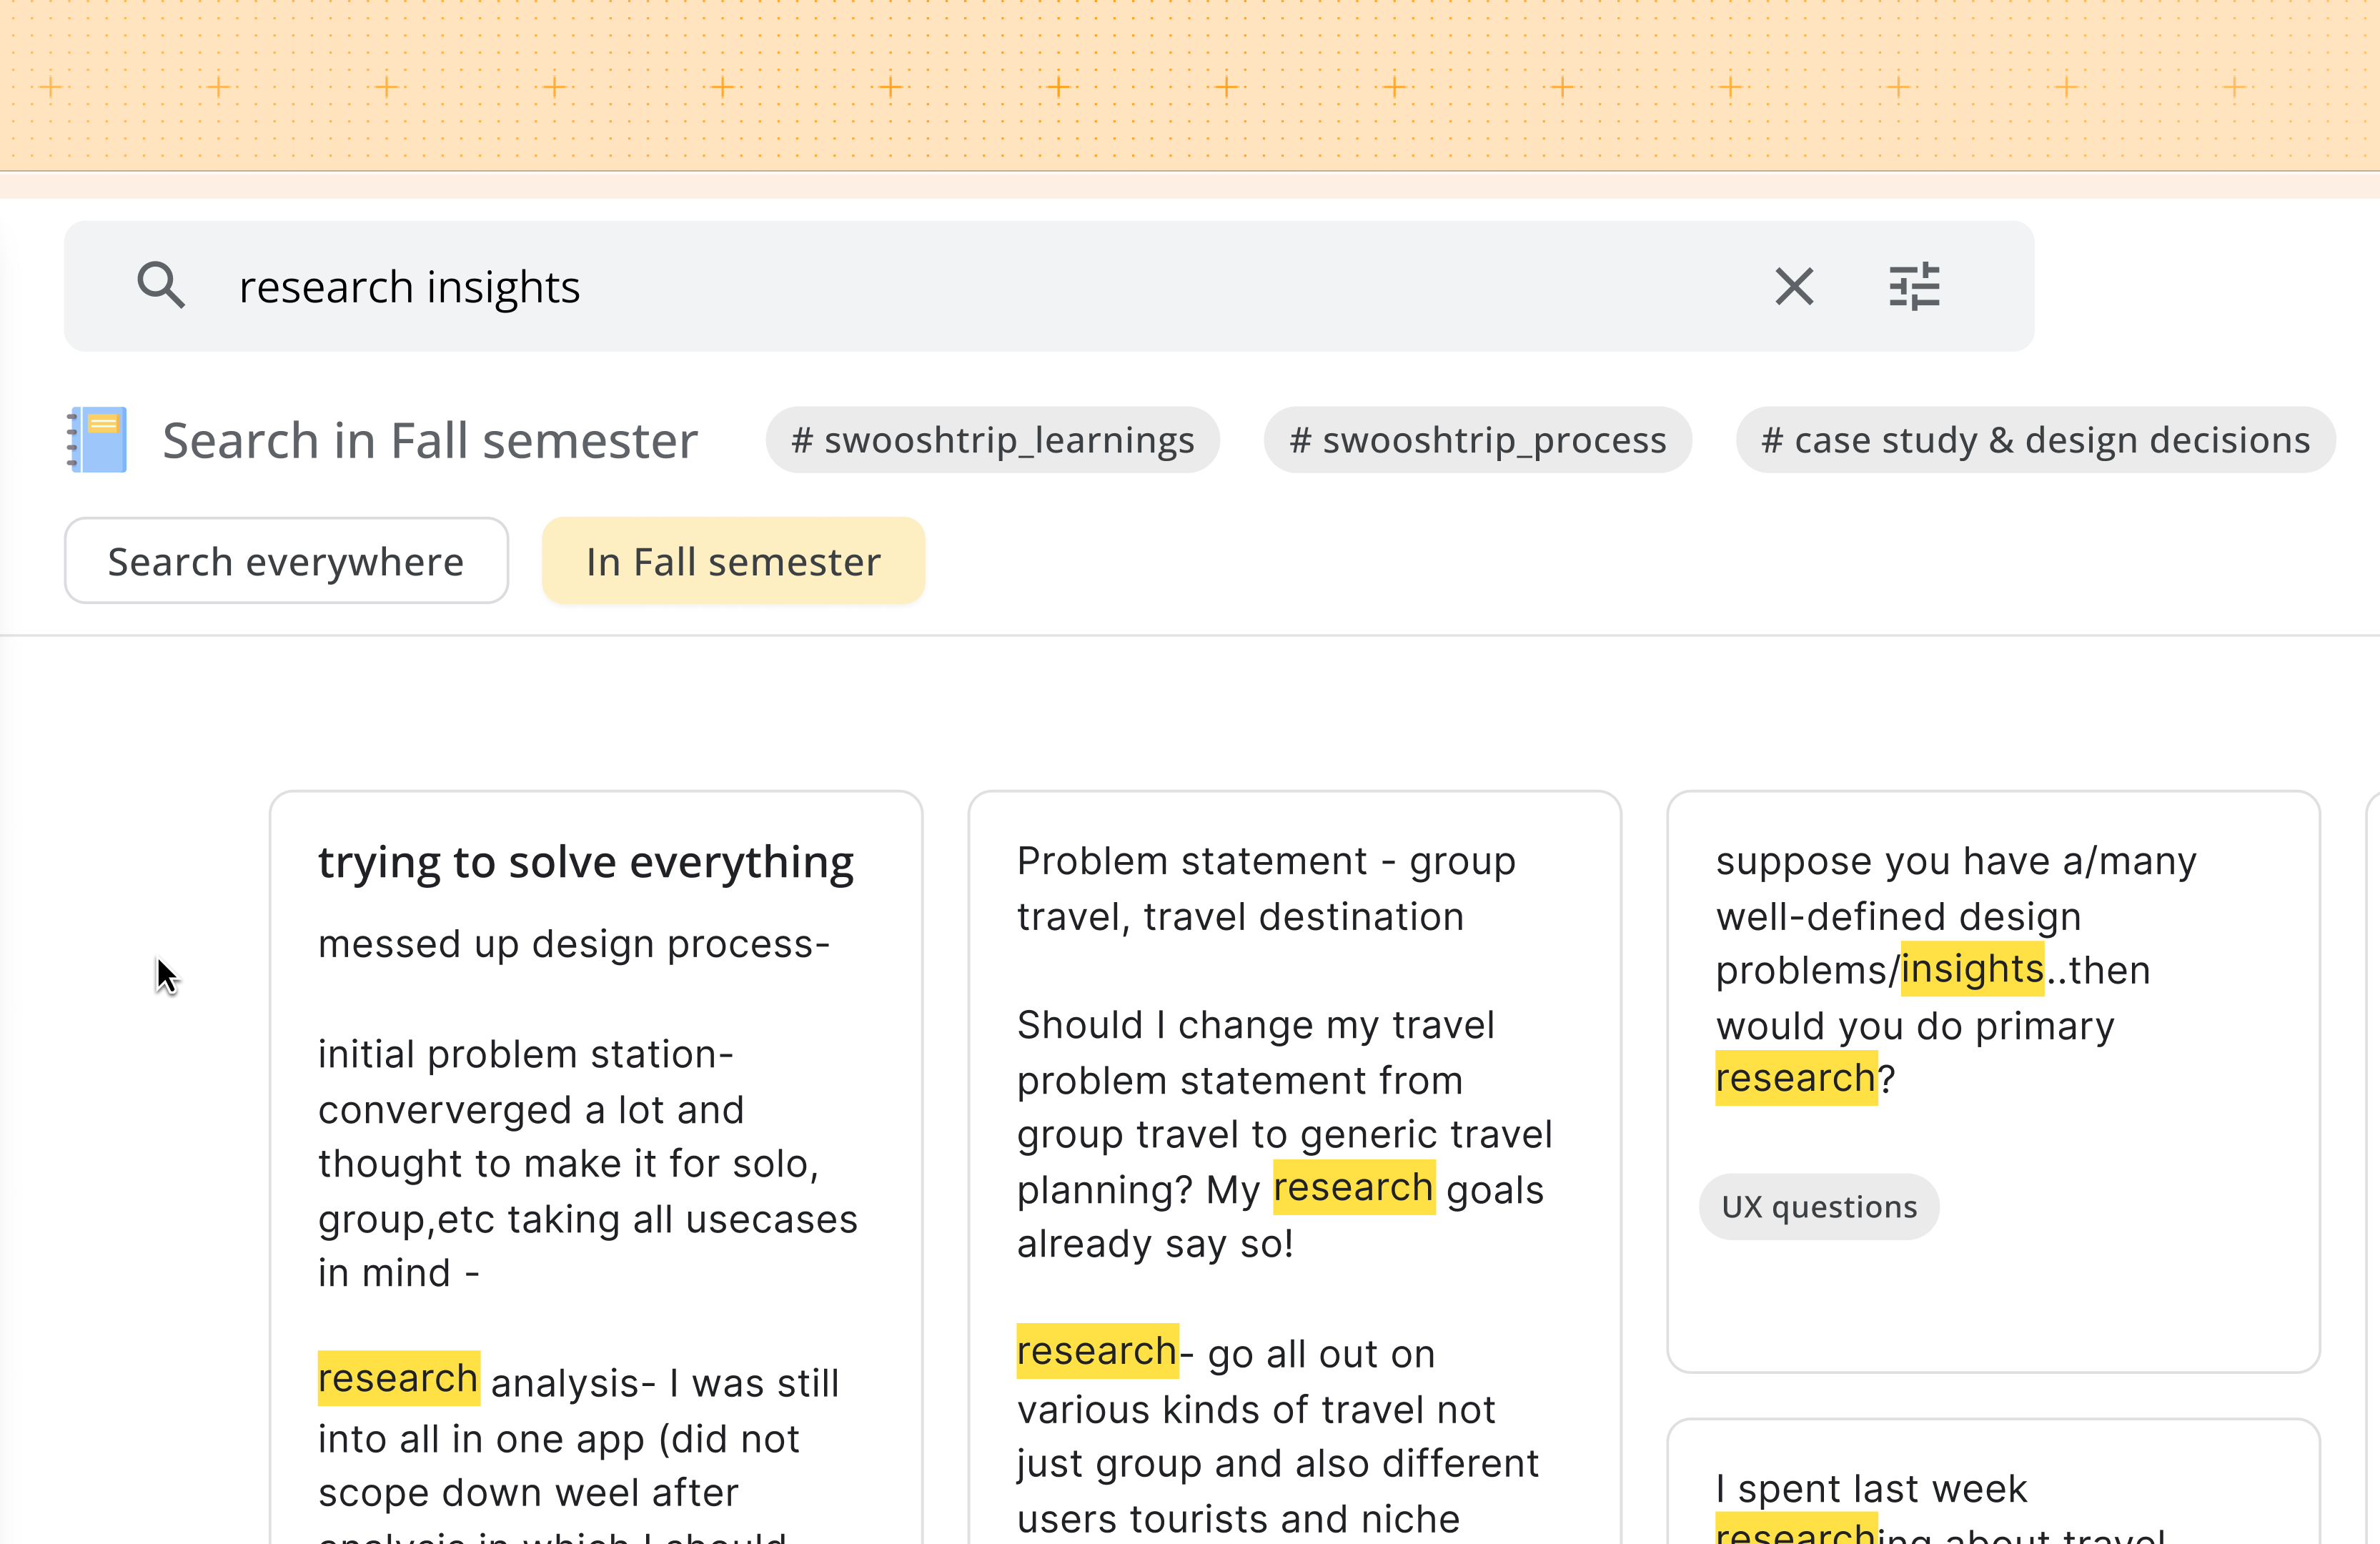 research insights
Search in Fall semester
# swooshtrip_learnings
# swooshtrip_process
# case study & design decisions
Search everywhere
In Fall semester
trying to solve everything
messed up design process-
initial problem station-
conververged a lot and
thought to make it for solo,
group,etc taking all usecases
in mind -
research analysis- I was still
into all in one app (did not
scope down weel after
analysis in which I should
Problem statement - group
travel, travel destination
Should I change my travel
problem statement from
group travel to generic travel
planning? My research goals
already say so!
research- go all out on
various kinds of travel not
just group and also different
users tourists and niche
suppose you have a/many
well-defined design
problems/insights..then
would you do primary
research?
UX questions
I spent last week
researching about travel